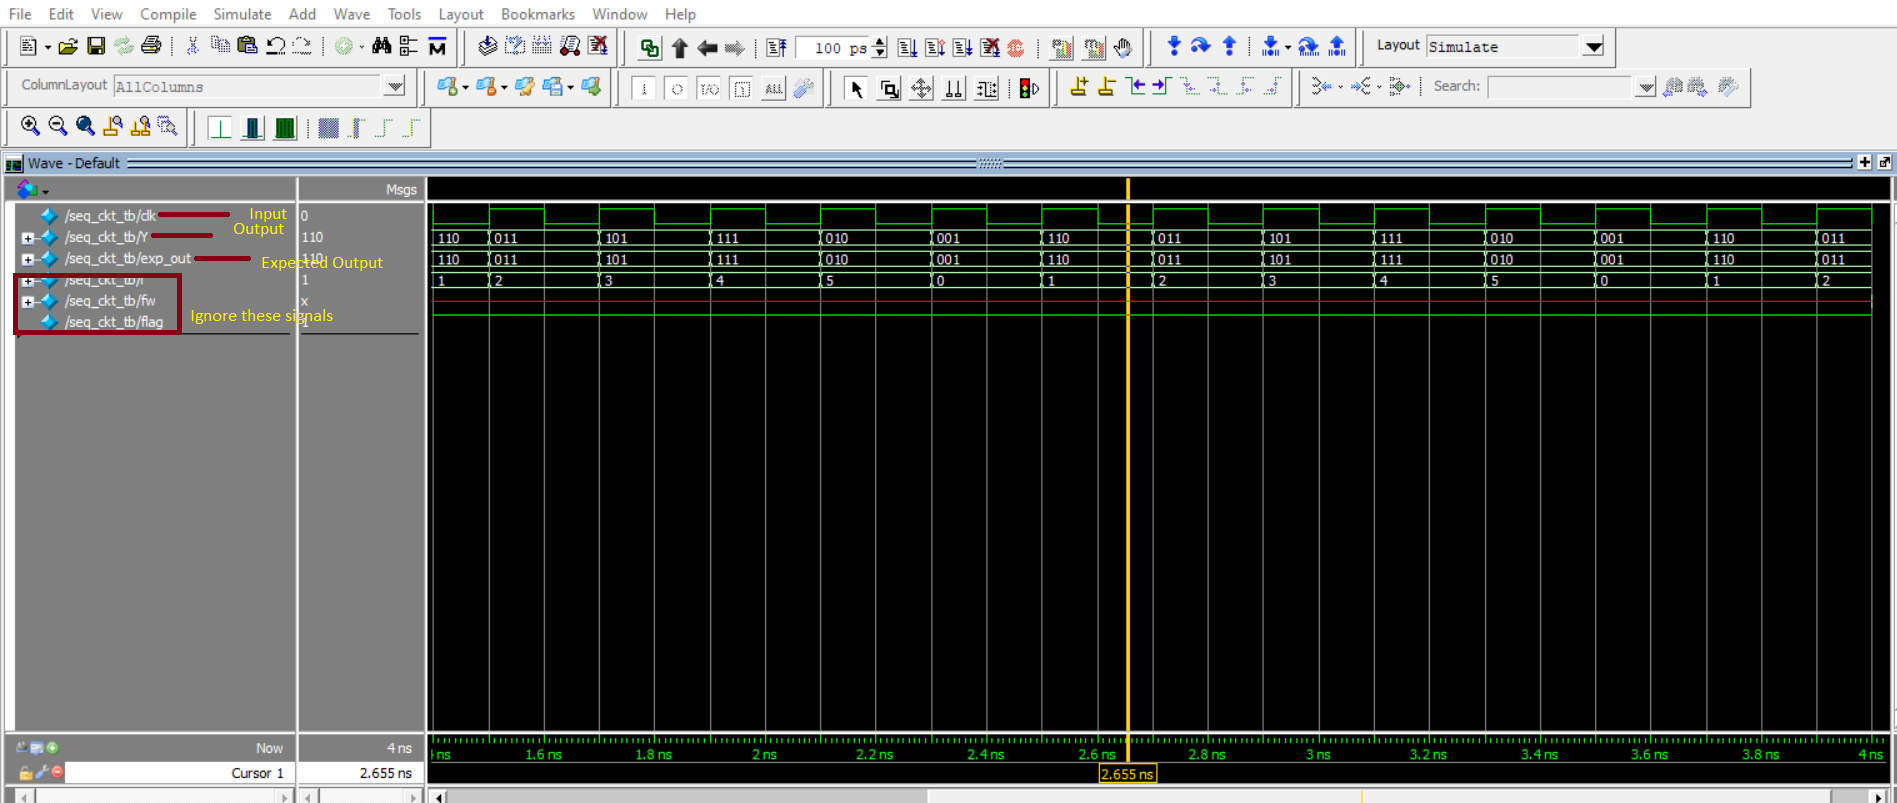 File Edit View Compile Simulate Add Wave Tools Layout Bookmarks Window Help
100 ps Layout Simulate
ColumnLayout AllColumns I/O ALL Search:
Wave - Default
Msgs
/seq_ckt_tb/clk Input 0
/seq_ckt_tb/Y Output 110 110 011 101 111 010 001 110 011 101 111 010 001 110 011
/seq_ckt_tb/exp_out Expected Output 110 110 011 101 111 010 001 110 011 101 111 010 001 110 011
/seq_ckt_tb/i 1 1 2 3 4 5 0 1 2 3 4 5 0 1 2
/seq_ckt_tb/fw x
Ignore these signals
/seq_ckt_tb/flag 1
Now 4 ns ns 1.6 ns 1.8 ns 2 ns 2.2 ns 2.4 ns 2.6 ns 2.8 ns 3 ns 3.2 ns 3.4 ns 3.6 ns 3.8 ns 4 ns
Cursor 1 2.655 ns 2.655 ns